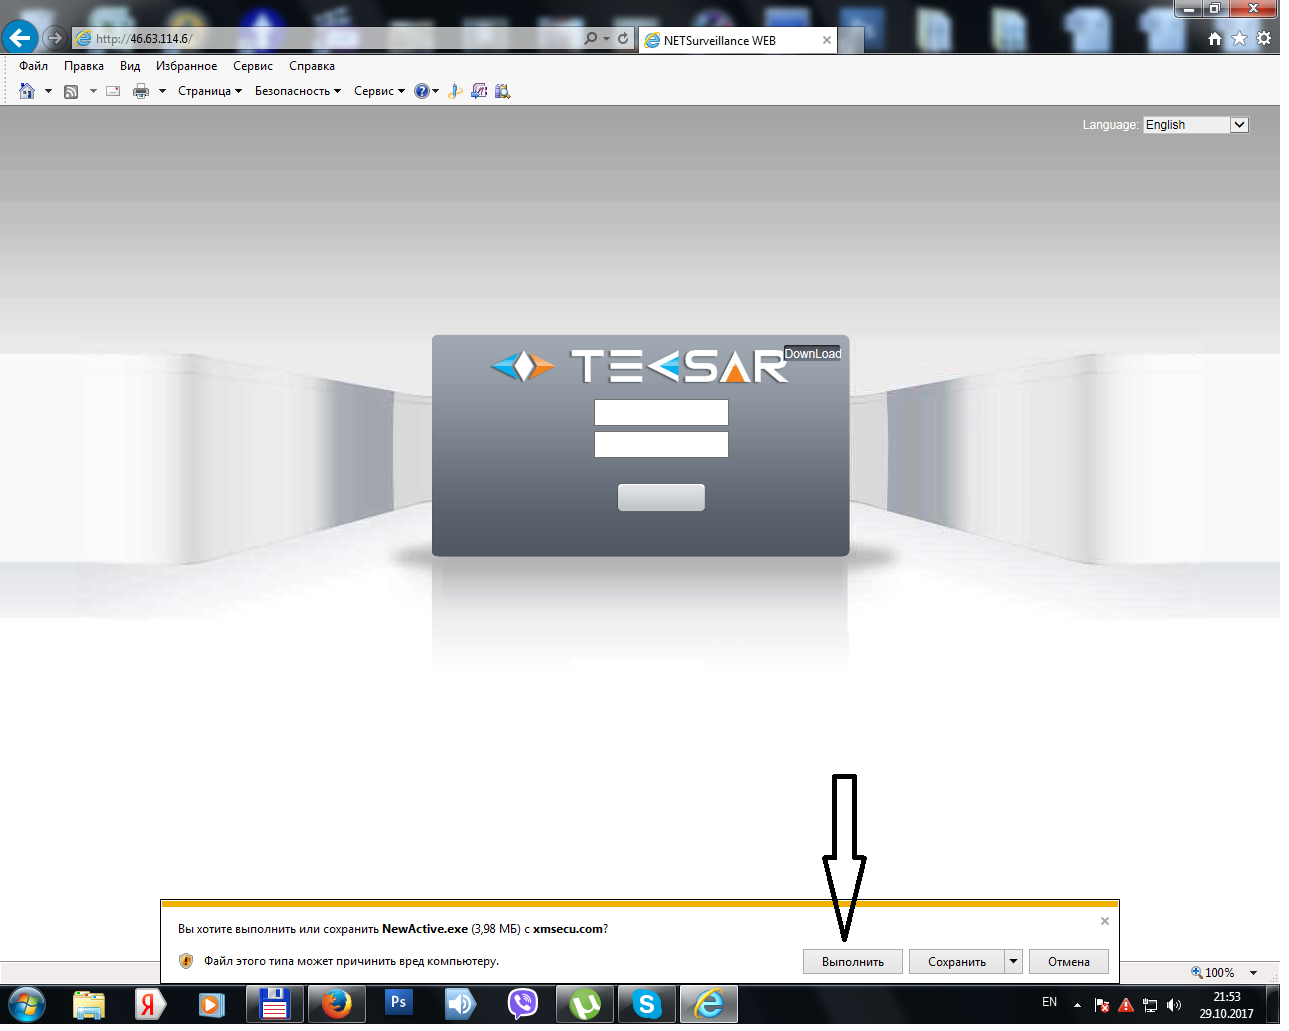 http://46.63.114.6/
NETSurveillance WEB
Файл Правка Вид Избранное Сервис Справка
Страница Безопасность Сервис
Language: English
TECSAR
DownLoad
Вы хотите выполнить или сохранить NewActive.exe (3,98 МБ) с xmsecu.com?
Файл этого типа может причинить вред компьютеру.
Выполнить Сохранить Отмена
100%
Я Ps S EN
21:53
29.10.2017